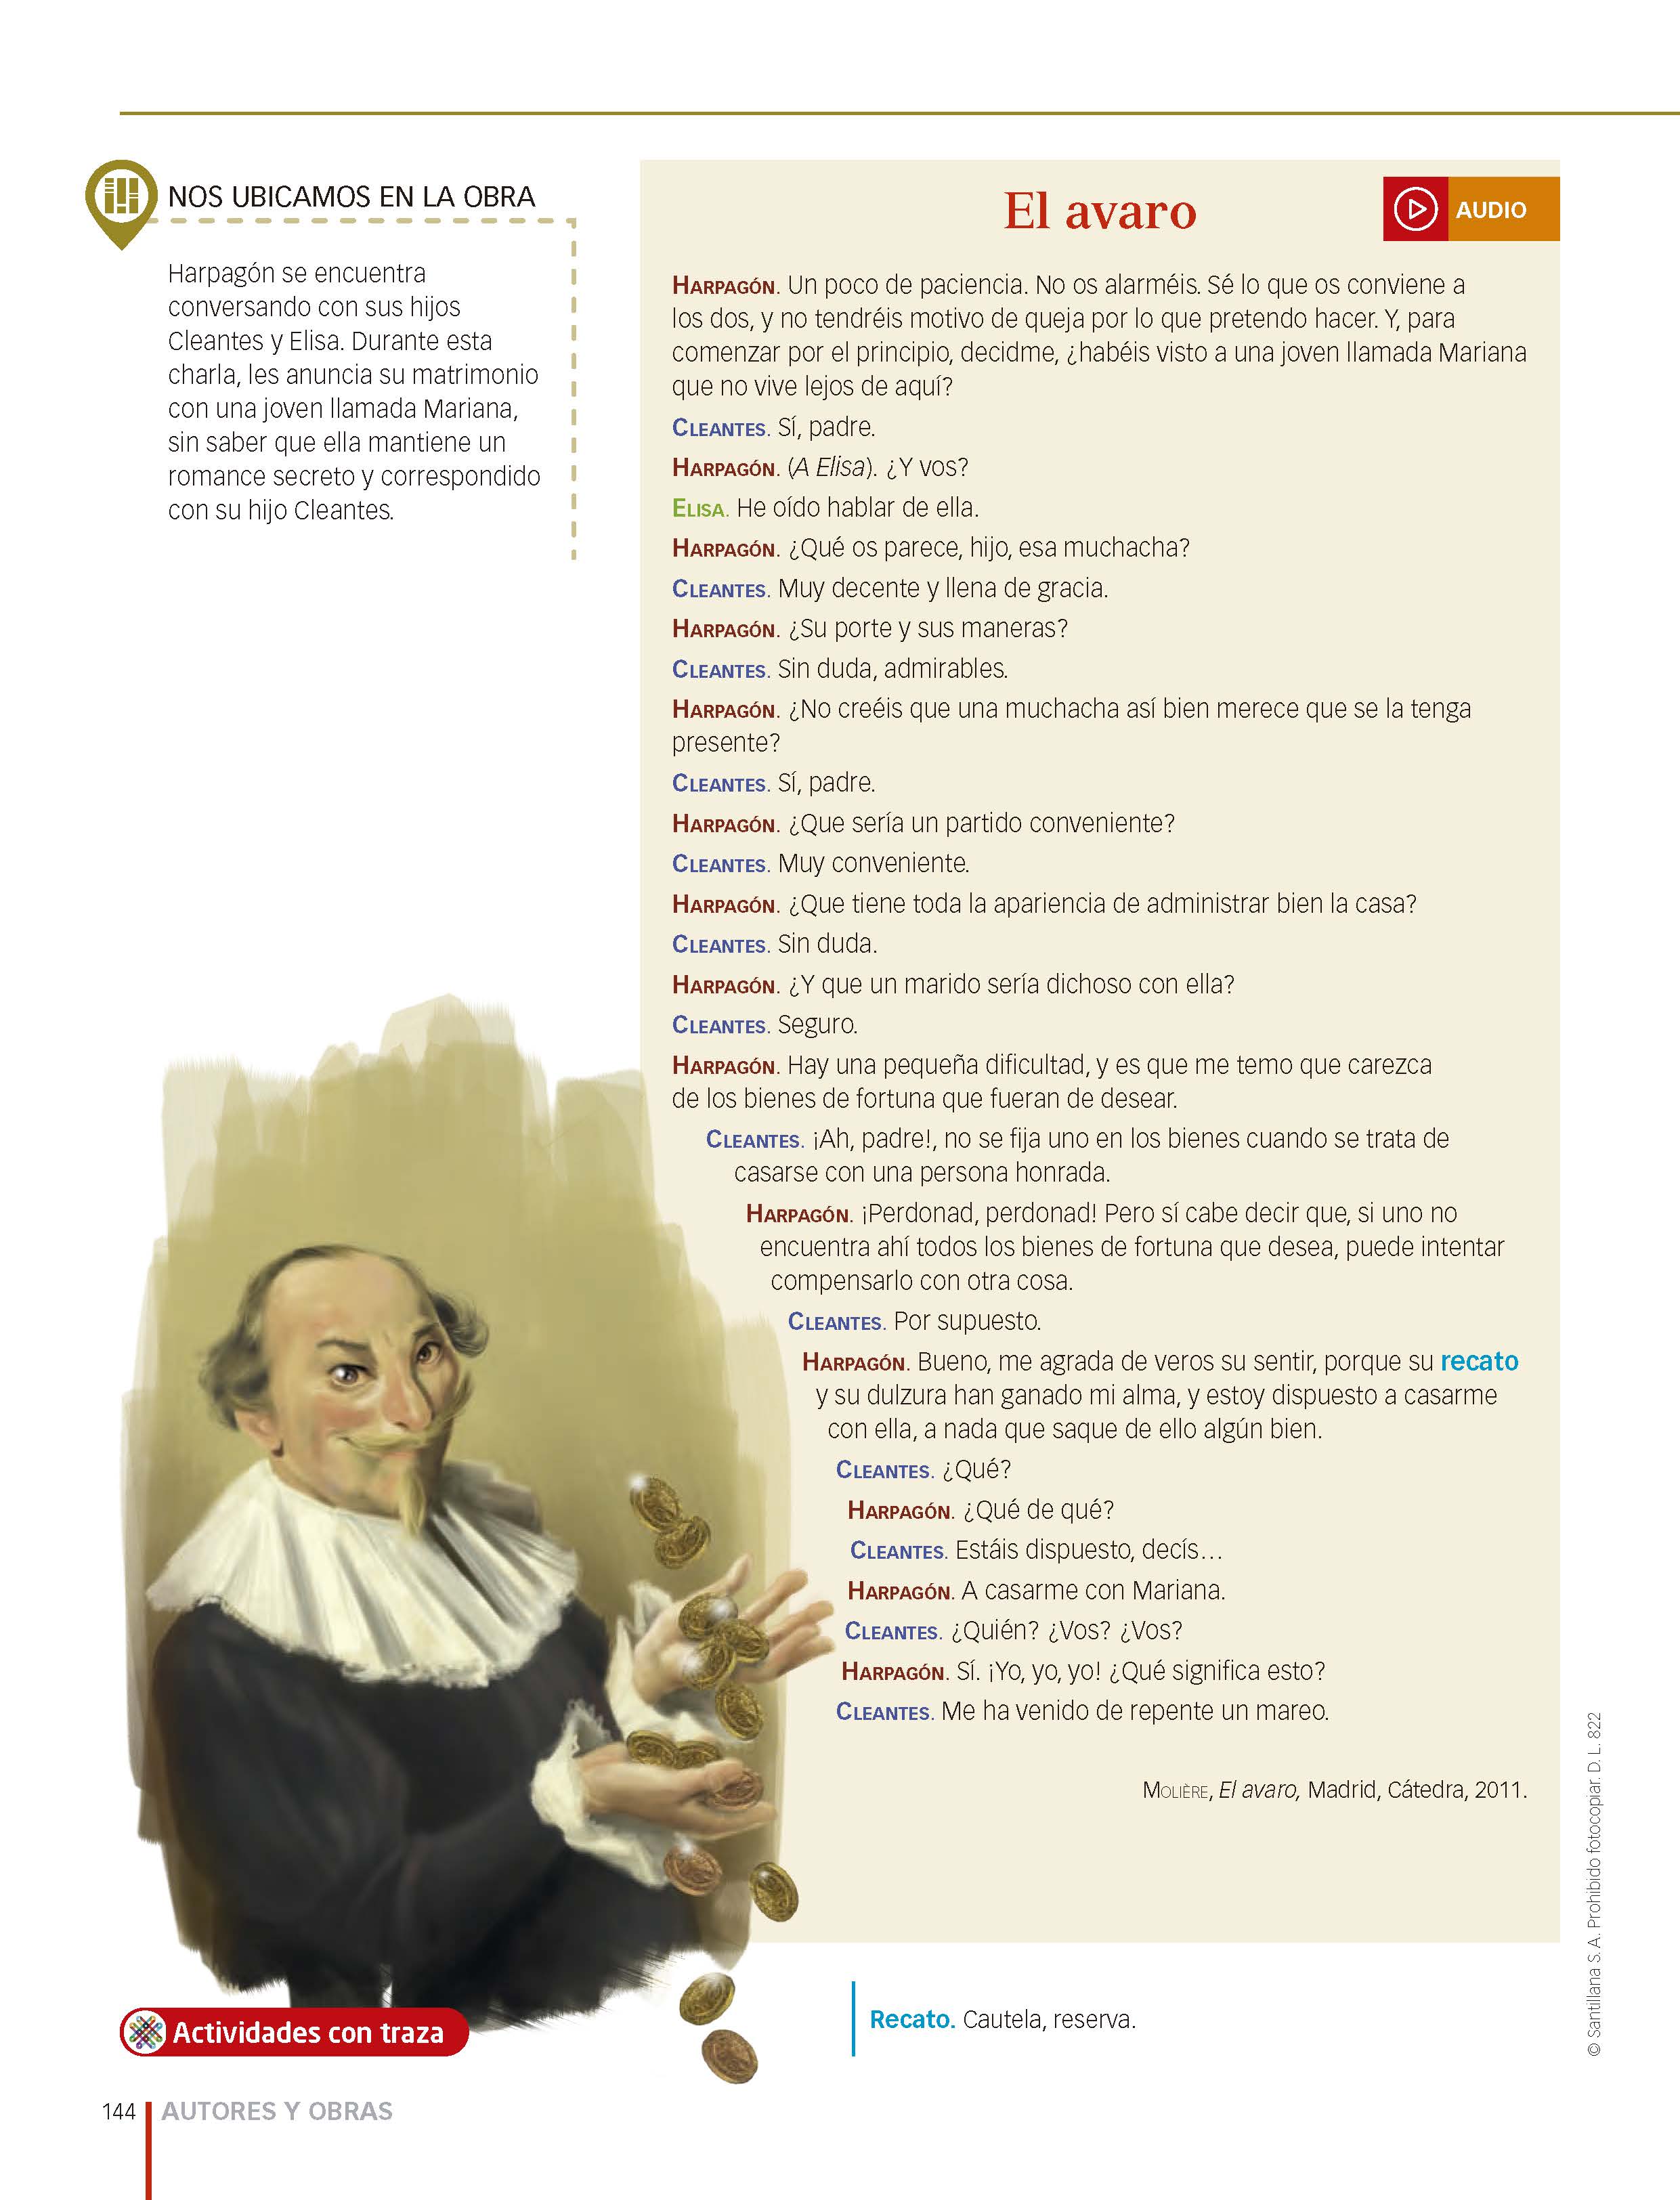 NOS UBICAMOS EN LA OBRA
Harpagón se encuentra
conversando con sus hijos
Cleantes y Elisa. Durante esta
charla, les anuncia su matrimonio
con una joven llamada Mariana,
sin saber que ella mantiene un
romance secreto y correspondido
con su hijo Cleantes.
El avaro
AUDIO
HARPAGÓN. Un poco de paciencia. No os alarméis. Sé lo que os conviene a
los dos, y no tendréis motivo de queja por lo que pretendo hacer. Y, para
comenzar por el principio, decidme, ¿habéis visto a una joven llamada Mariana
que no vive lejos de aquí?
CLEANTES. Sí, padre.
HARPAGÓN. (A Elisa). ¿Y vos?
ELISA. He oído hablar de ella.
HARPAGÓN. ¿Qué os parece, hijo, esa muchacha?
CLEANTES. Muy decente y llena de gracia.
HARPAGÓN. ¿Su porte y sus maneras?
CLEANTES. Sin duda, admirables.
HARPAGÓN. ¿No creéis que una muchacha así bien merece que se la tenga
presente?
CLEANTES. Sí, padre.
HARPAGÓN. ¿Que sería un partido conveniente?
CLEANTES. Muy conveniente.
HARPAGÓN. ¿Que tiene toda la apariencia de administrar bien la casa?
CLEANTES. Sin duda.
HARPAGÓN. ¿Y que un marido sería dichoso con ella?
CLEANTES. Seguro.
HARPAGÓN. Hay una pequeña dificultad, y es que me temo que carezca
de los bienes de fortuna que fueran de desear.
CLEANTES. ¡Ah, padre!, no se fija uno en los bienes cuando se trata de
casarse con una persona honrada.
HARPAGÓN. ¡Perdonad, perdonad! Pero sí cabe decir que, si uno no
encuentra ahí todos los bienes de fortuna que desea, puede intentar
compensarlo con otra cosa.
CLEANTES. Por supuesto.
HARPAGÓN. Bueno, me agrada de veros su sentir, porque su recato
y su dulzura han ganado mi alma, y estoy dispuesto a casarme
con ella, a nada que saque de ello algún bien.
CLEANTES. ¿Qué?
HARPAGÓN. ¿Qué de qué?
CLEANTES. Estáis dispuesto, decís...
HARPAGÓN. A casarme con Mariana.
CLEANTES. ¿Quién? ¿Vos? ¿Vos?
HARPAGÓN. Sí. ¡Yo, yo, yo! ¿Qué significa esto?
CLEANTES. Me ha venido de repente un mareo.
MOLIÈRE, El avaro, Madrid, Cátedra, 2011.
Recato. Cautela, reserva.
Actividades con traza
144 AUTORES Y OBRAS
© Santillana S. A. Prohibido fotocopiar. D. L. 822